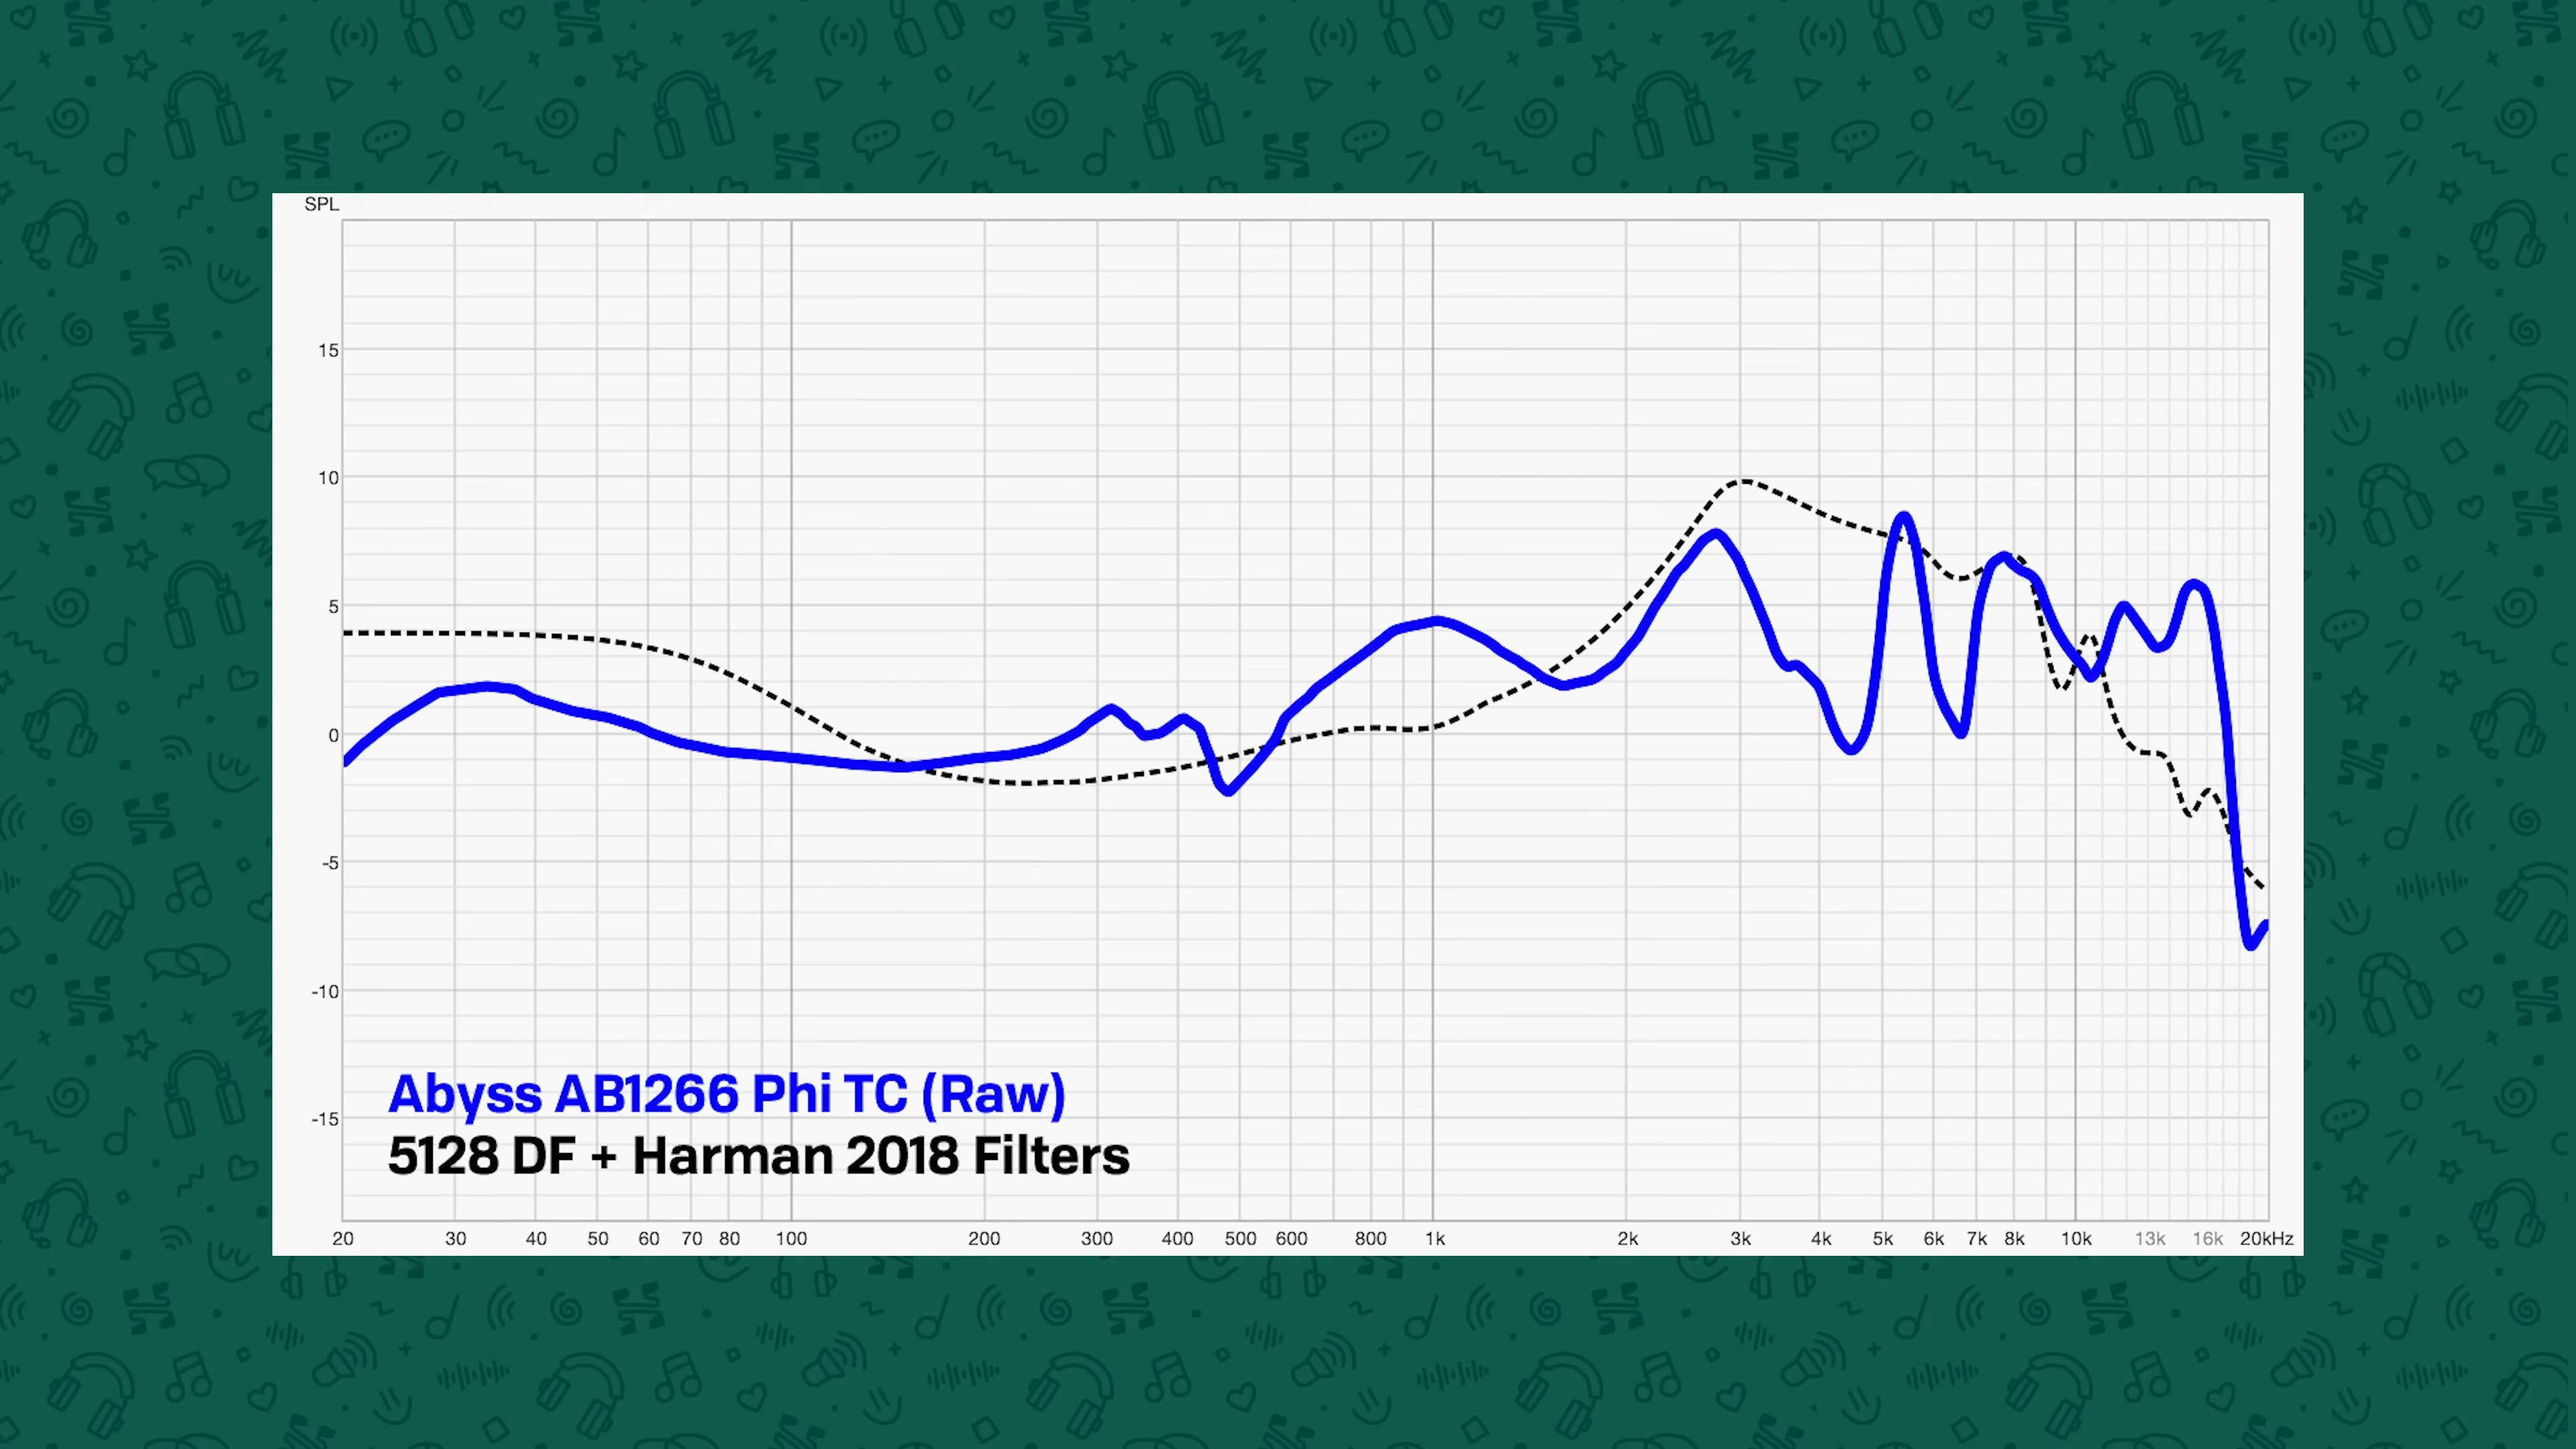 SPL
15
10
5
0
-5
-10
-15
Abyss AB1266 Phi TC (Raw)
5128 DF + Harman 2018 Filters
20 30 40 50 60 70 80 100 200 300 400 500 600 800 1k 2k 3k 4k 5k 6k 7k 8k 10k 13k 16k 20kHz